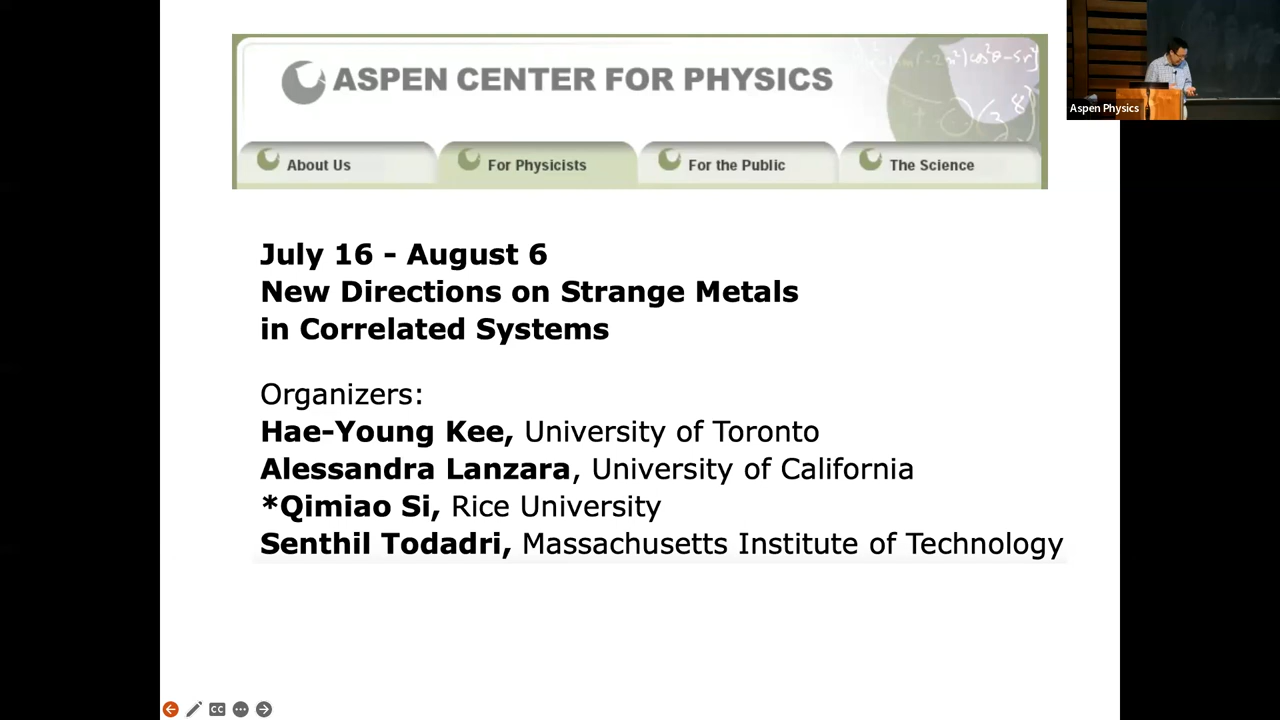 ASPEN CENTER FOR PHYSICS
About Us
For Physicists
For the Public
The Science
Aspen Physics
July 16 - August 6
New Directions on Strange Metals
in Correlated Systems
Organizers:
Hae-Young Kee, University of Toronto
Alessandra Lanzara, University of California
*Qimiao Si, Rice University
Senthil Todadri, Massachusetts Institute of Technology
CC